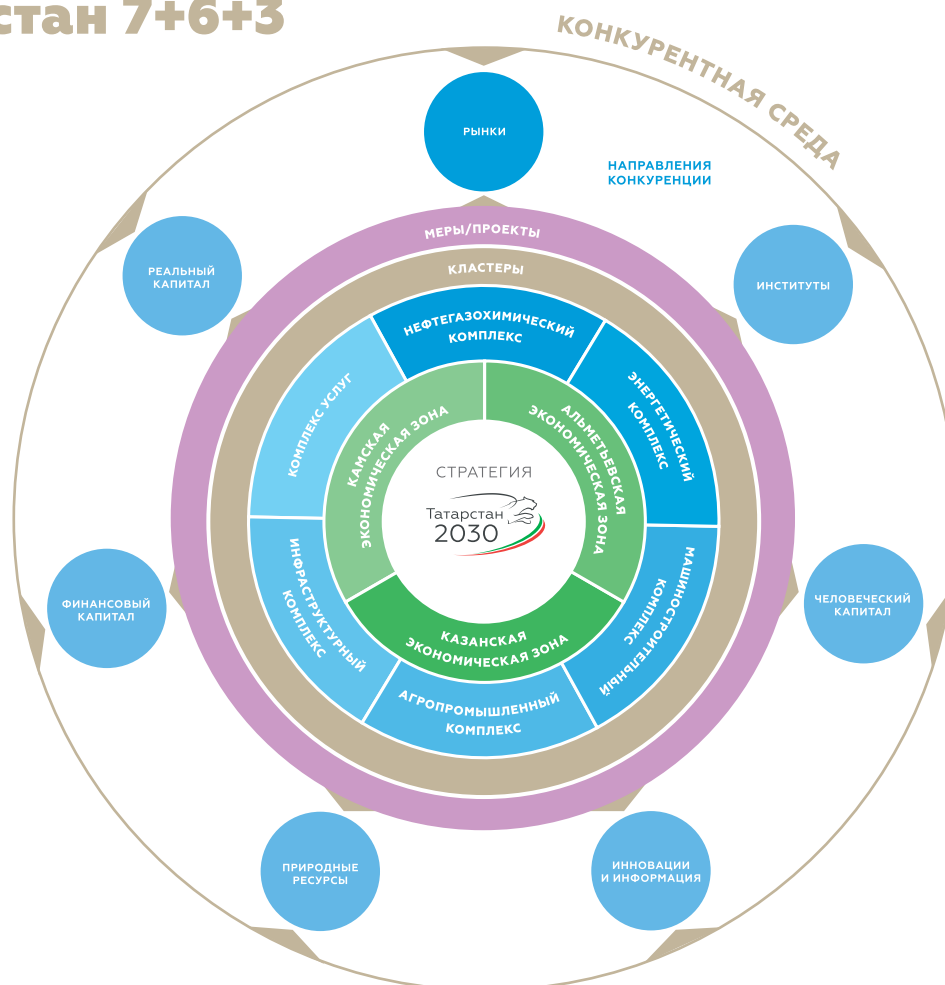 стан 7+6+3
КОНКУРЕНТНАЯ СРЕДА
РЫНКИ
НАПРАВЛЕНИЯ
КОНКУРЕНЦИИ
МЕРЫ/ПРОЕКТЫ
КЛАСТЕРЫ
РЕАЛЬНЫЙ
КАПИТАЛ
ИНСТИТУТЫ
НЕФТЕГАЗОХИМИЧЕСКИЙ
КОМПЛЕКС
КОМПЛЕКС УСЛУГ
ЭНЕРГЕТИЧЕСКИЙ
КОМПЛЕКС
КАМСКАЯ
ЭКОНОМИЧЕСКАЯ ЗОНА
АЛЬМЕТЬЕВСКАЯ
ЭКОНОМИЧЕСКАЯ ЗОНА
СТРАТЕГИЯ
Татарстан
2030
ФИНАНСОВЫЙ
КАПИТАЛ
ИНФРАСТРУКТУРНЫЙ
КОМПЛЕКС
МАШИНОСТРОИТЕЛЬНЫЙ
КОМПЛЕКС
ЧЕЛОВЕЧЕСКИЙ
КАПИТАЛ
КАЗАНСКАЯ
ЭКОНОМИЧЕСКАЯ ЗОНА
АГРОПРОМЫШЛЕННЫЙ
КОМПЛЕКС
ПРИРОДНЫЕ
РЕСУРСЫ
ИННОВАЦИИ
И ИНФОРМАЦИЯ